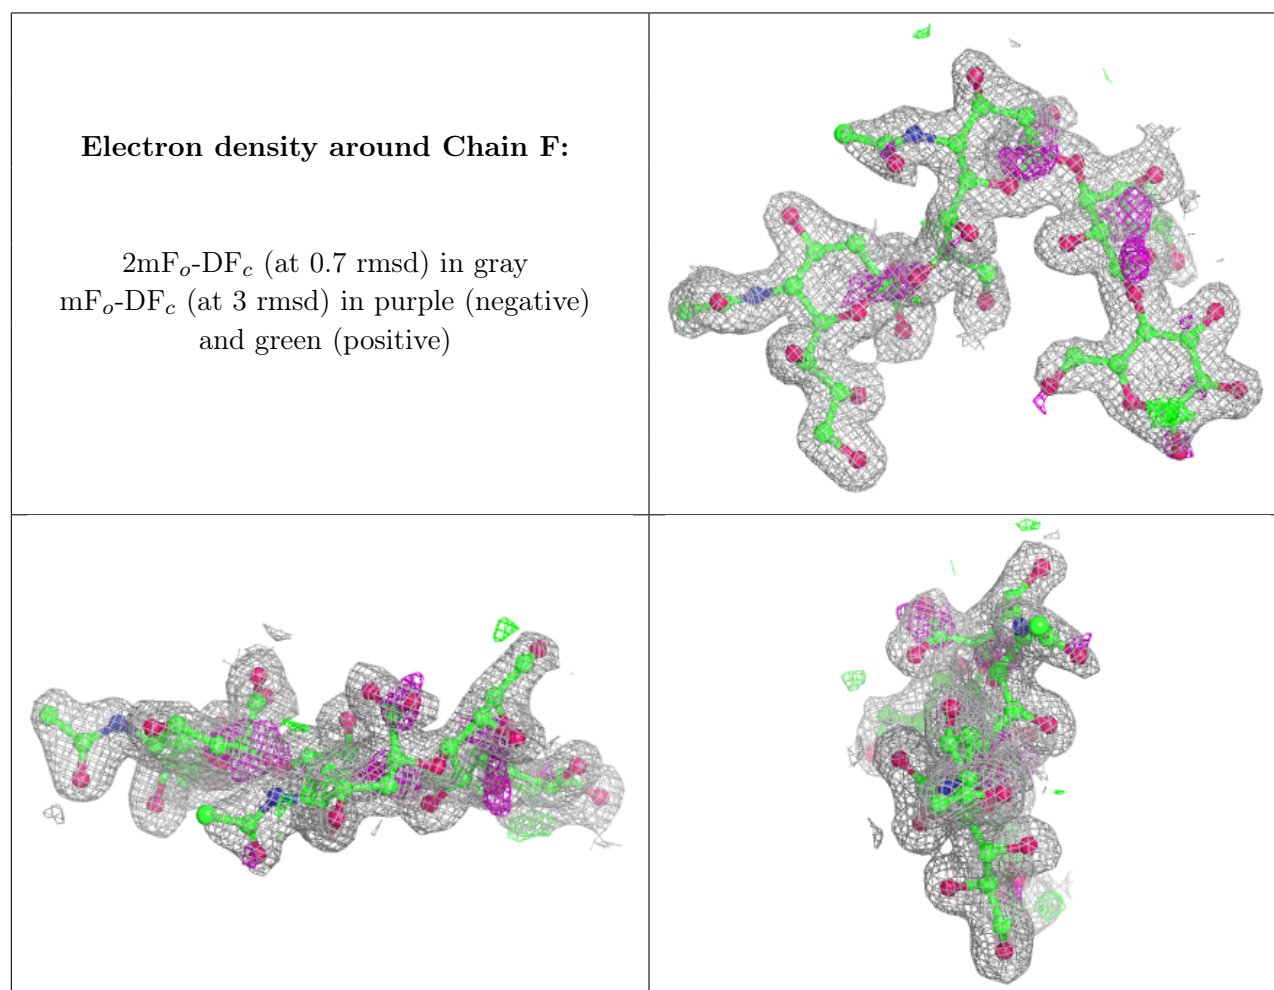 Electron density around Chain F:
2mFo-DFc (at 0.7 rmsd) in gray
mFo-DFc (at 3 rmsd) in purple (negative)
and green (positive)